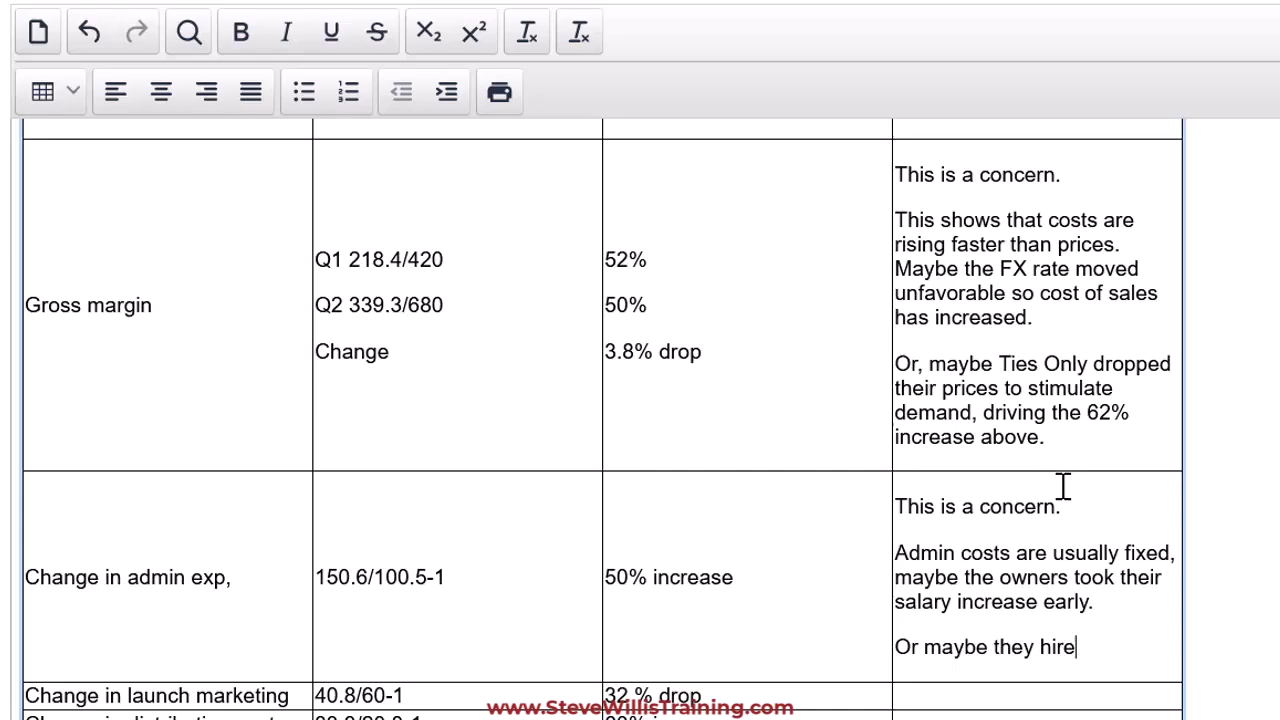 This is a concern.
This shows that costs are
rising faster than prices.
Maybe the FX rate moved
unfavorable so cost of sales
has increased.
Or, maybe Ties Only dropped
their prices to stimulate
demand, driving the 62%
increase above.
Gross margin
Q1 218.4/420
Q2 339.3/680
Change
52%
50%
3.8% drop
Change in admin exp,
150.6/100.5-1
50% increase
This is a concern.
Admin costs are usually fixed,
maybe the owners took their
salary increase early.
Or maybe they hire
Change in launch marketing
40.8/60-1
32 % drop
www.SteveWillisTraining.com